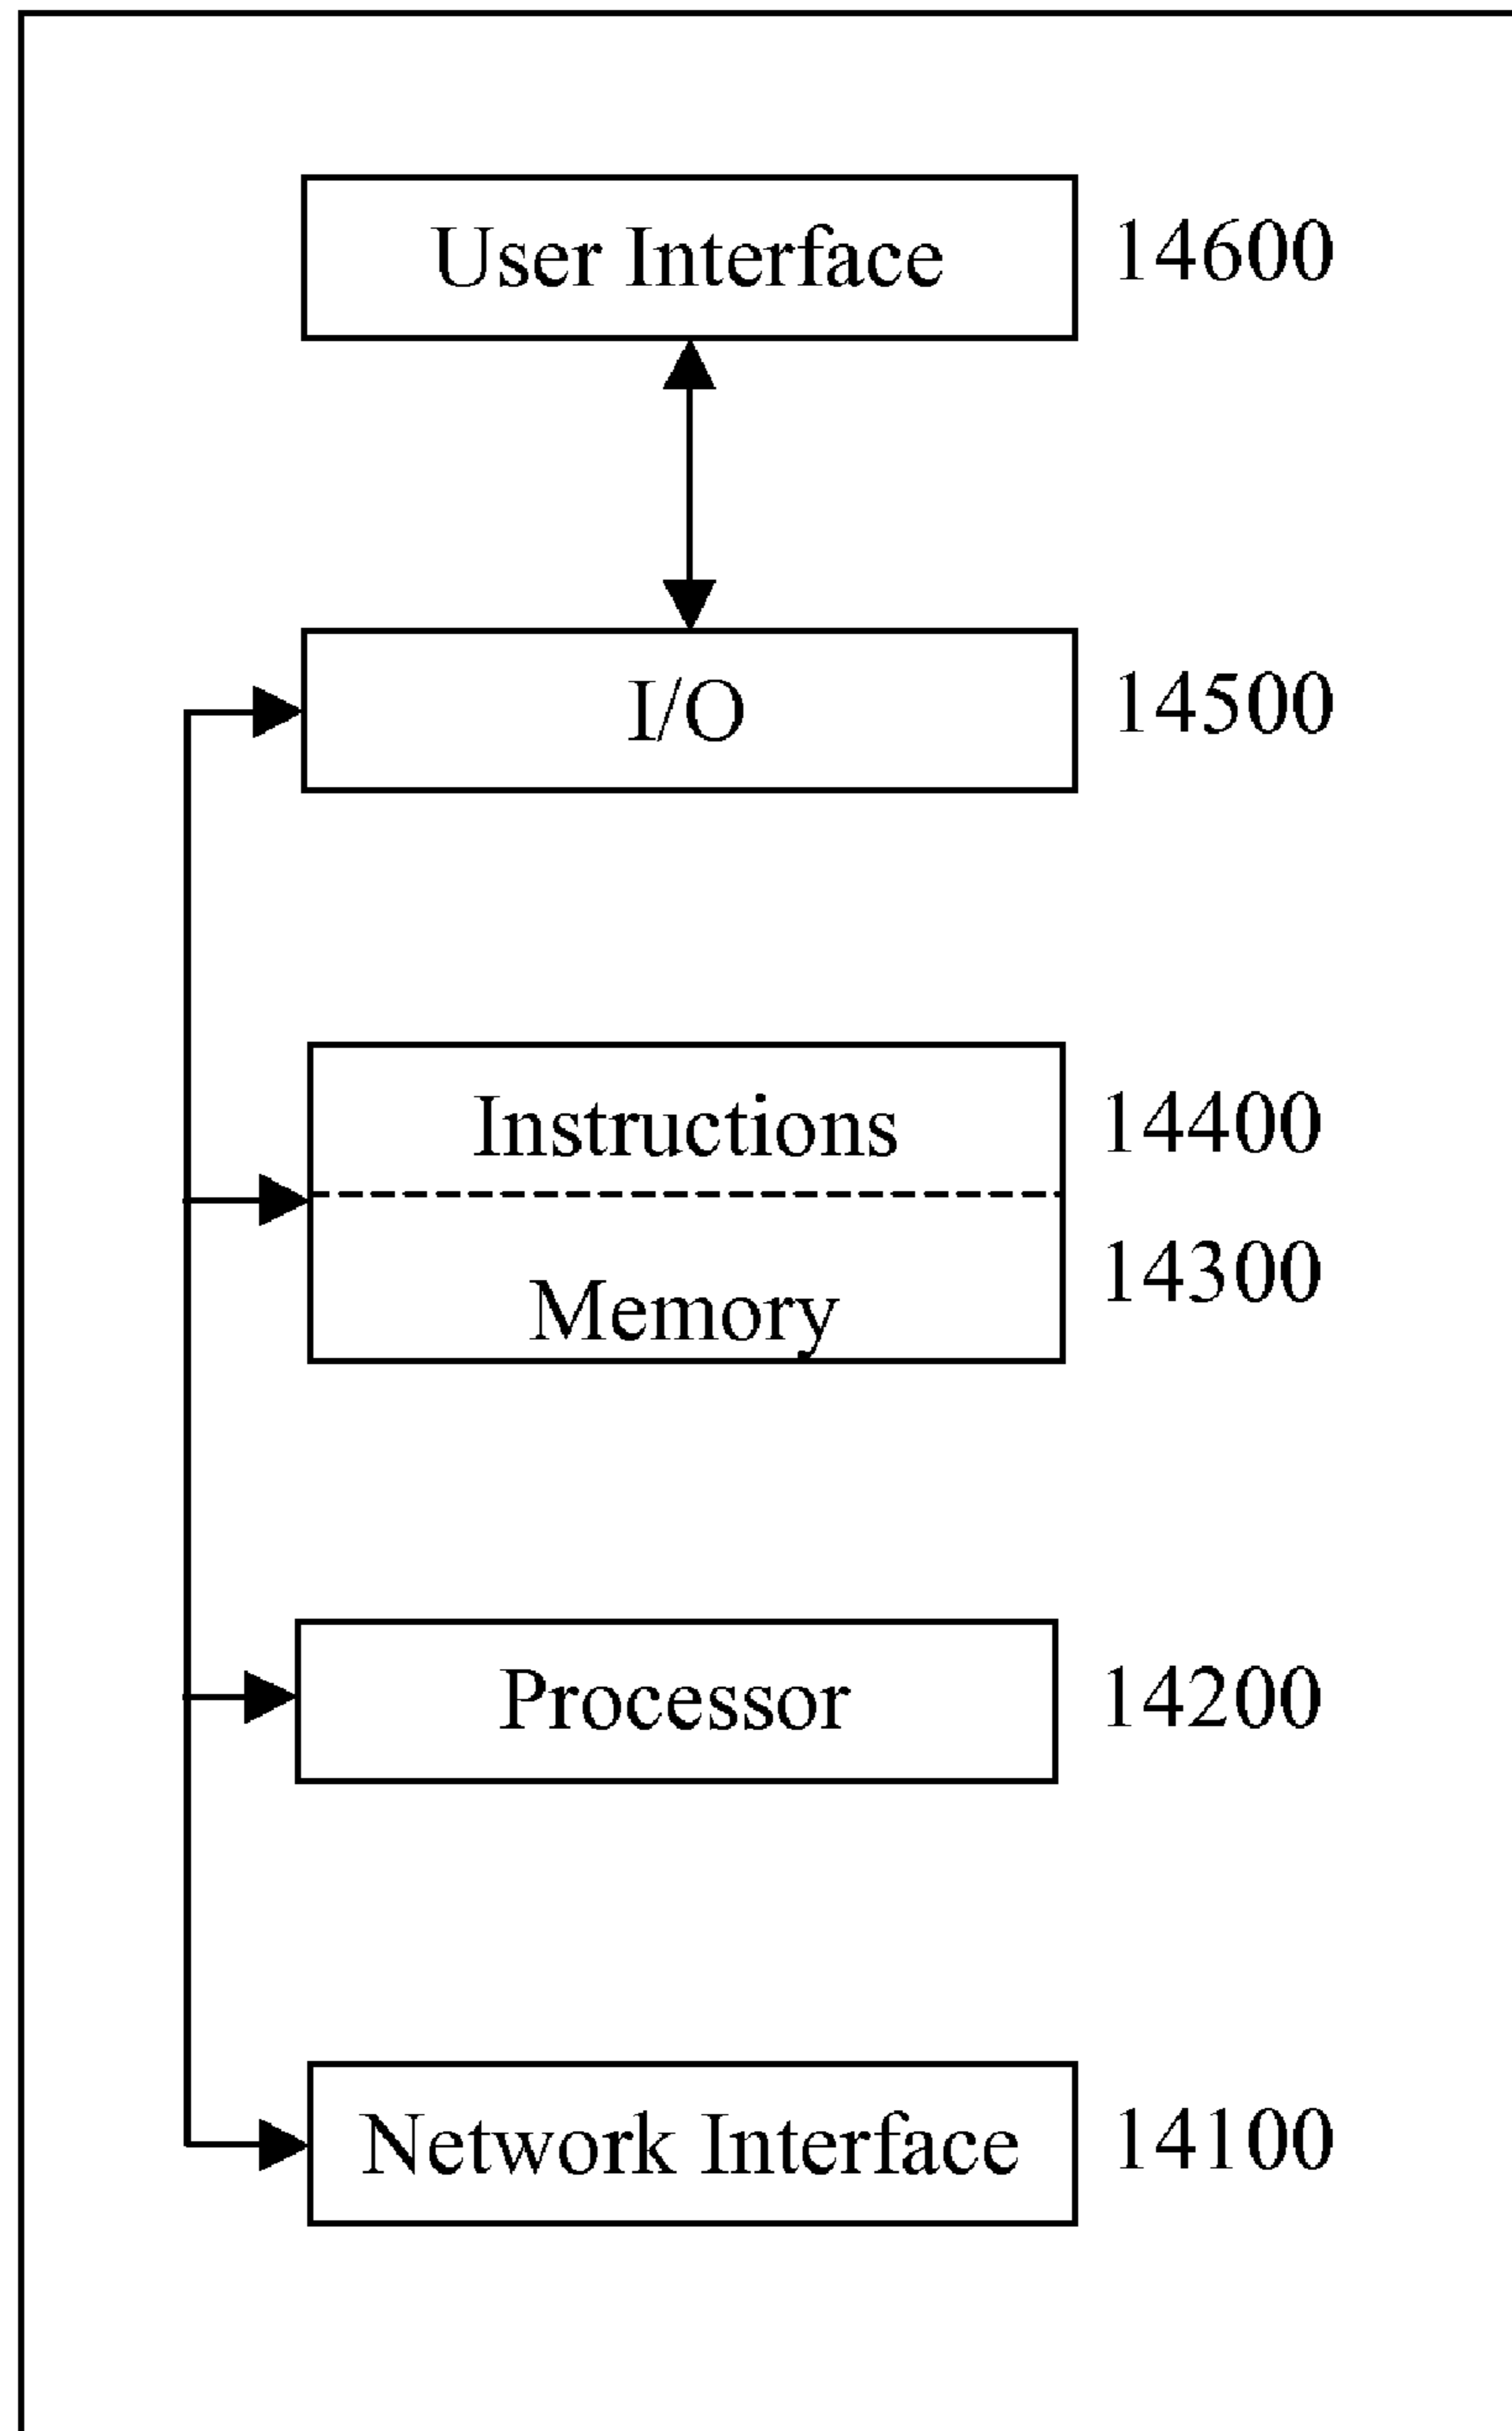 User Interface 14600
I/O 14500
Instructions 14400
Memory 14300
Processor 14200
Network Interface 14100